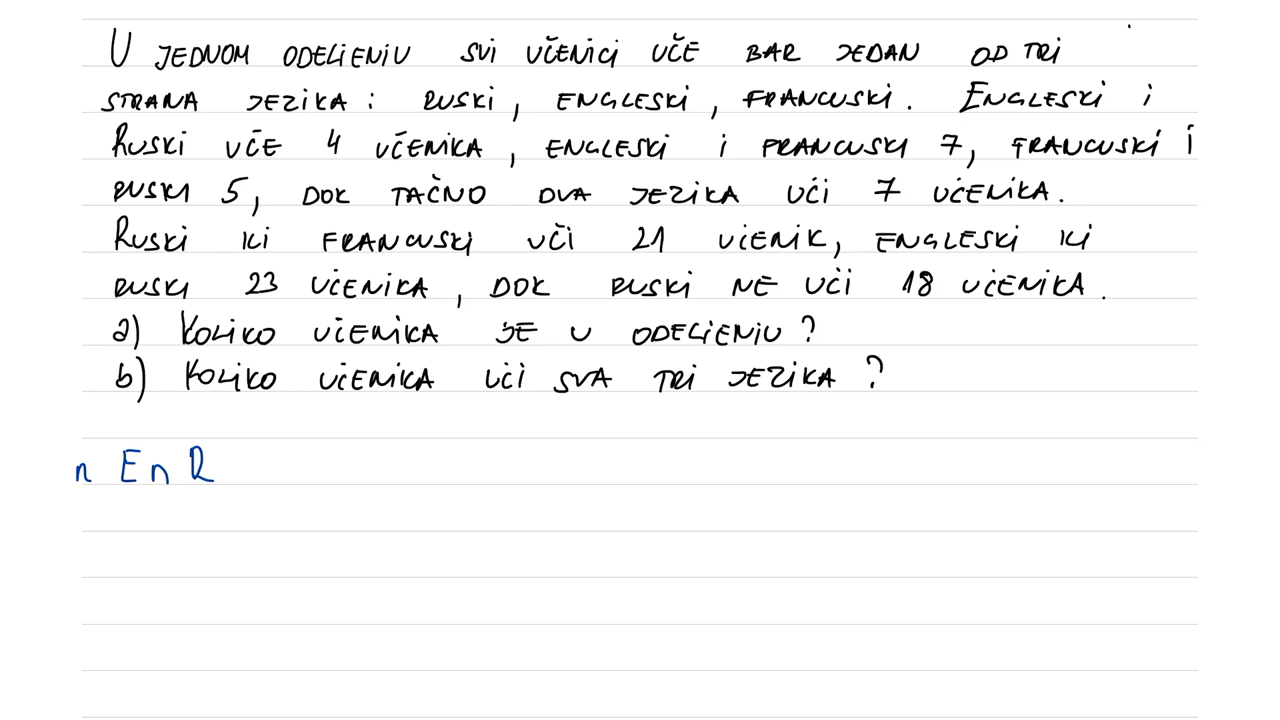 U JEDNOM ODELJENJU SVI UČENICI UČE BAR JEDAN OD TRI
STRANA JEZIKA: RUSKI, ENGLESKI, FRANCUSKI. ENGLESKI I
RUSKI UČE 4 UČENIKA, ENGLESKI I FRANCUSKI 7, FRANCUSKI I
RUSKI 5, DOK TAČNO DVA JEZIKA UČI 7 UČENIKA.
RUSKI ILI FRANCUSKI UČI 21 UČENIK, ENGLESKI ILI
RUSKI 23 UČENIKA, DOK RUSKI NE UČI 18 UČENIKA.
a) KOLIKO UČENIKA JE U ODELJENJU?
b) KOLIKO UČENIKA UČI SVA TRI JEZIKA?
n E n R